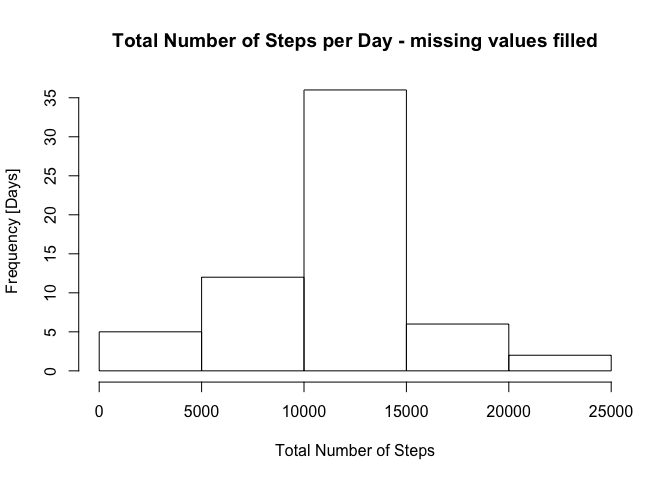 Total Number of Steps per Day - missing values filled
35
30
25
20
15
10
5
0
Frequency [Days]
0 5000 10000 15000 20000 25000
Total Number of Steps